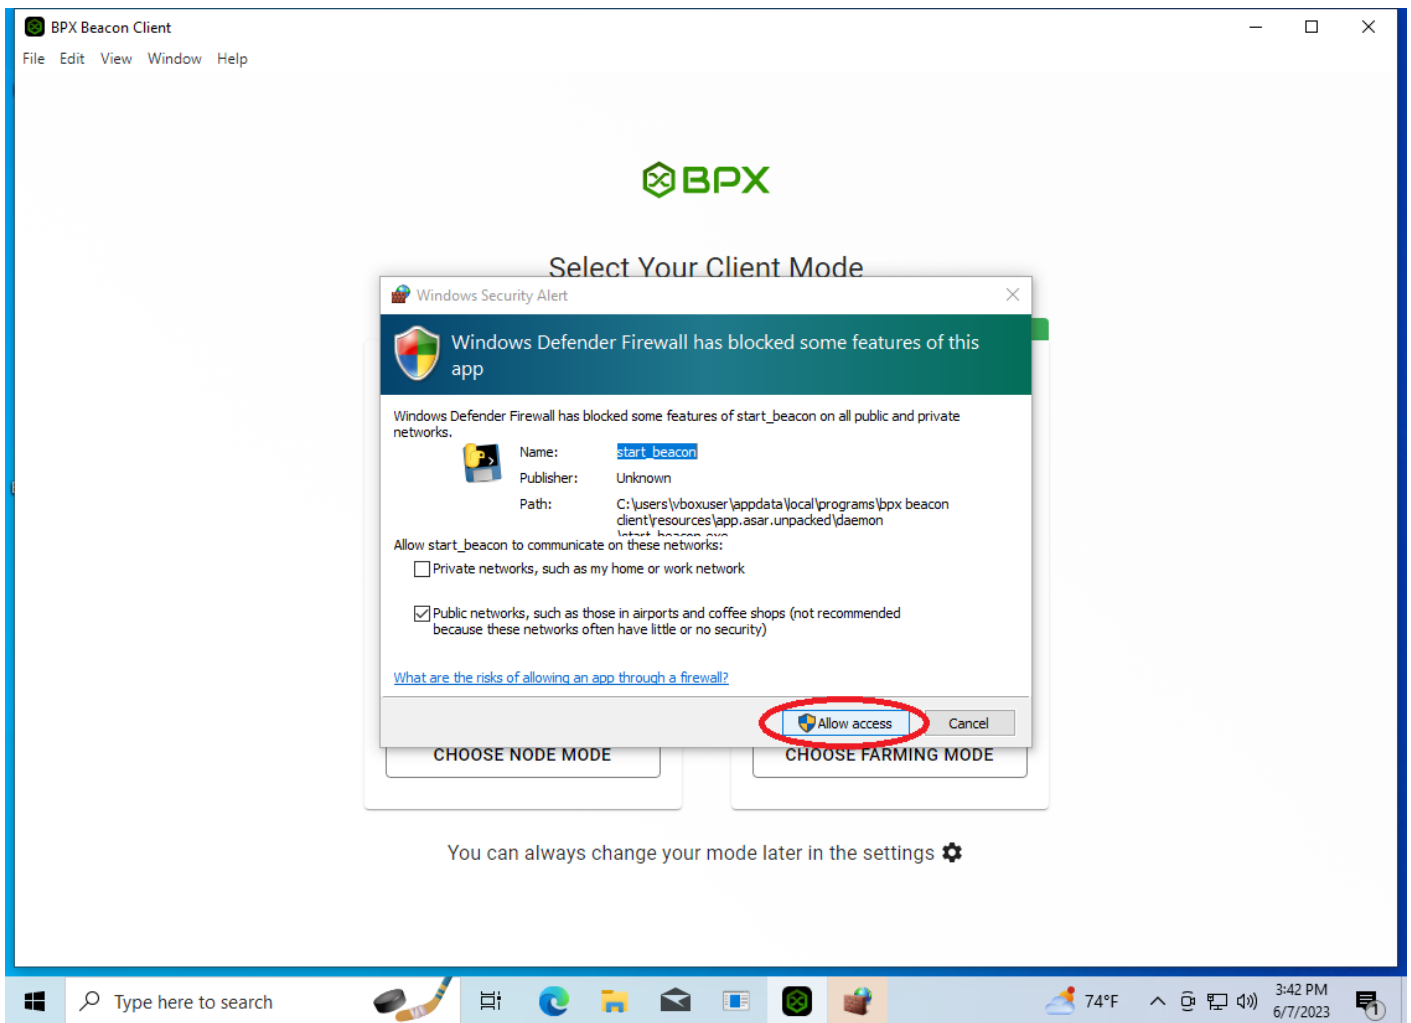 BPX Beacon Client
File Edit View Window Help
BPX
Select Your Client Mode
Windows Security Alert
Windows Defender Firewall has blocked some features of this
app
Windows Defender Firewall has blocked some features of start_beacon on all public and private
networks.
Name: start_beacon
Publisher: Unknown
Path: C:\users\vboxuser\appdata\local\programs\bpx beacon
client\resources\app.asar.unpacked\daemon
\start_beacon.exe
Allow start_beacon to communicate on these networks:
Private networks, such as my home or work network
Public networks, such as those in airports and coffee shops (not recommended
because these networks often have little or no security)
What are the risks of allowing an app through a firewall?
Allow access Cancel
CHOOSE NODE MODE CHOOSE FARMING MODE
You can always change your mode later in the settings
Type here to search
74°F
3:42 PM
6/7/2023
1